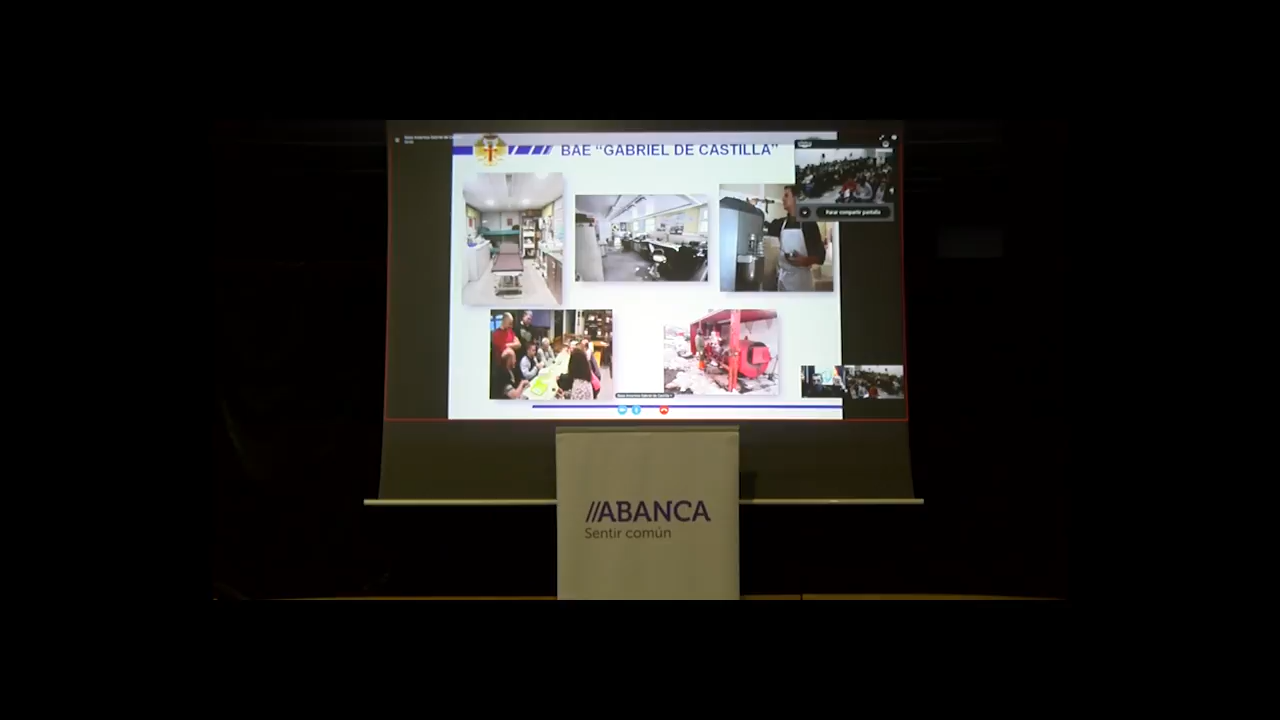 BAE “GABRIEL DE CASTILLA”
Parar compartir pantalla
//ABANCA
Sentir común